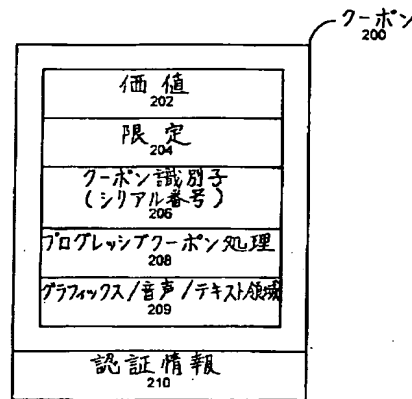 クーポン
200
価値
202
限定
204
クーポン識別子
(シリアル番号)
206
プログレッシブクーポン処理
208
グラフィックス/音声/テキスト領域
209
認証情報
210